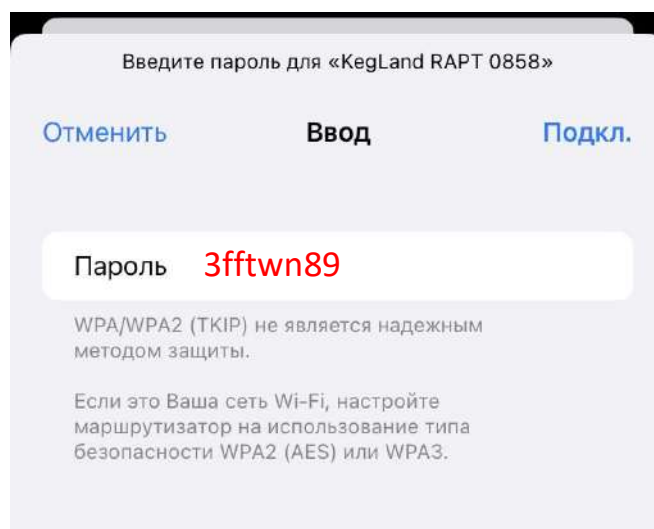 Введите пароль для «KegLand RAPT 0858»
Отменить Ввод Подкл.
Пароль 3fftwn89
WPA/WPA2 (TKIP) не является надежным
методом защиты.
Если это Ваша сеть Wi-Fi, настройте
маршрутизатор на использование типа
безопасности WPA2 (AES) или WPA3.